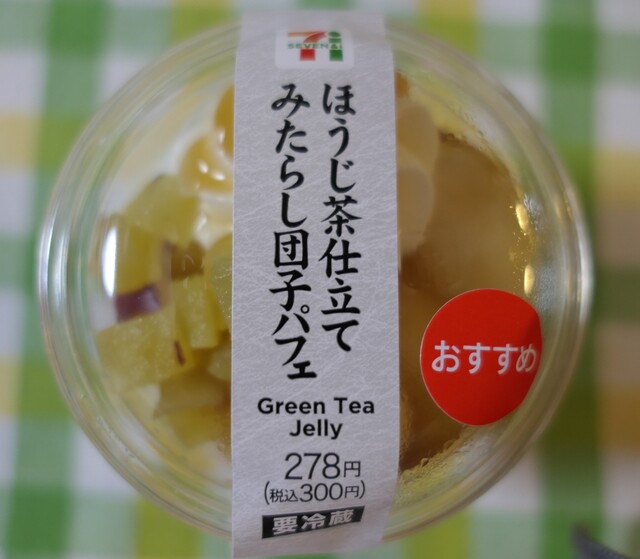 SEVEN&i
ほうじ茶仕立て
みたらし団子パフェ
Green Tea
Jelly
278円
(税込300円)
要冷蔵
おすすめ